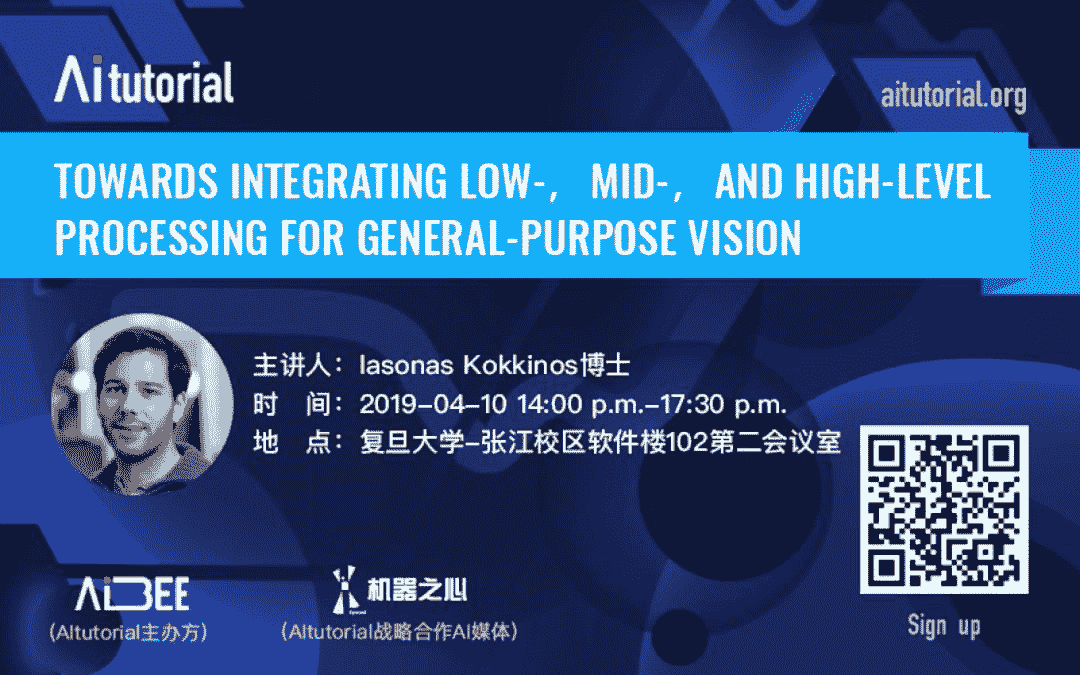 Ai tutorial
aitutorial.org
TOWARDS INTEGRATING LOW-, MID-, AND HIGH-LEVEL
PROCESSING FOR GENERAL-PURPOSE VISION
主讲人：Iasonas Kokkinos博士
时 间：2019-04-10 14:00 p.m.-17:30 p.m.
地 点：复旦大学-张江校区软件楼102第二会议室
AiBEE
机器之心
(AItutorial主办方)
(AItutorial战略合作AI媒体)
Sign up